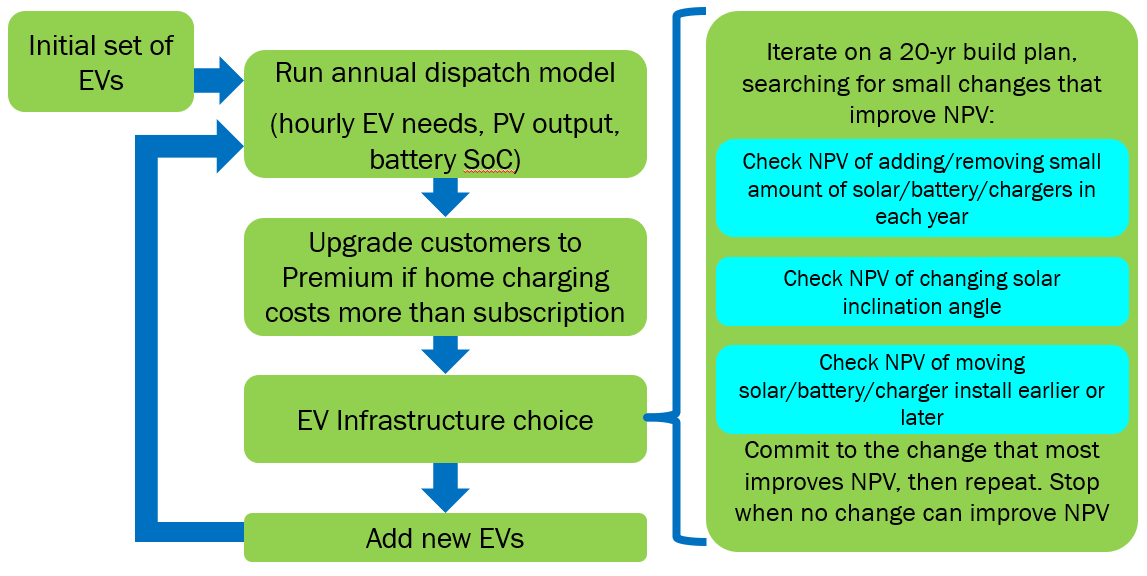 Initial set of
EVs
Run annual dispatch model
(hourly EV needs, PV output,
battery SoC)
Upgrade customers to
Premium if home charging
costs more than subscription
EV Infrastructure choice
Add new EVs
Iterate on a 20-yr build plan,
searching for small changes that
improve NPV:
Check NPV of adding/removing small
amount of solar/battery/chargers in
each year
Check NPV of changing solar
inclination angle
Check NPV of moving
solar/battery/charger install earlier or
later
Commit to the change that most
improves NPV, then repeat. Stop
when no change can improve NPV